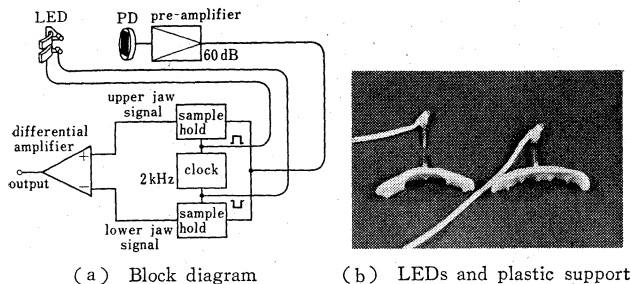 LED
PD
pre-amplifier
60 dB
upper jaw
signal
sample
hold
differential
amplifier
+
−
output
2 kHz
clock
sample
hold
lower jaw
signal
(a) Block diagram
(b) LEDs and plastic support